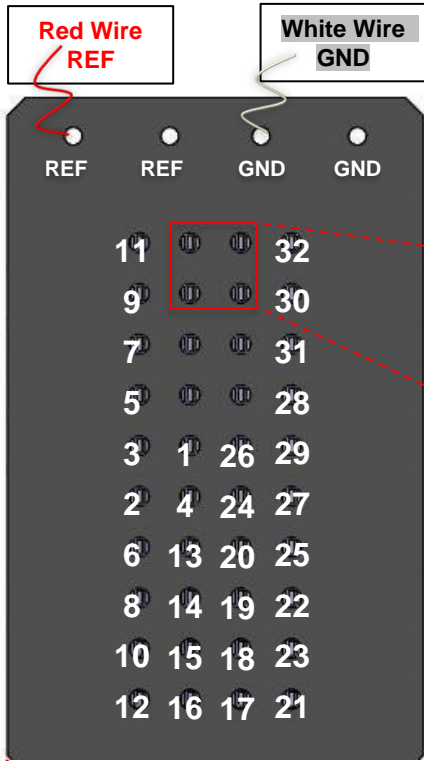 Red Wire
REF
White Wire
GND
REF REF GND GND
11 32
9 30
7 31
5 28
3 1 26 29
2 4 24 27
6 13 20 25
8 14 19 22
10 15 18 23
12 16 17 21